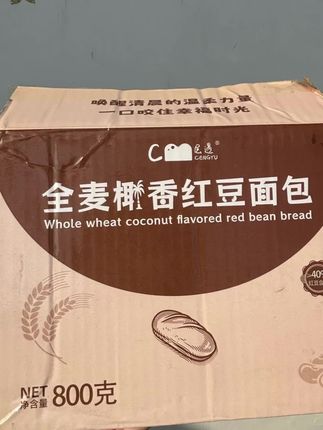 唤醒清晨的温柔力量
一口咬住幸福时光
GENGYU
全麦椰香红豆面包
Whole wheat coconut flavored red bean bread
-40%
NET
净含量 800克